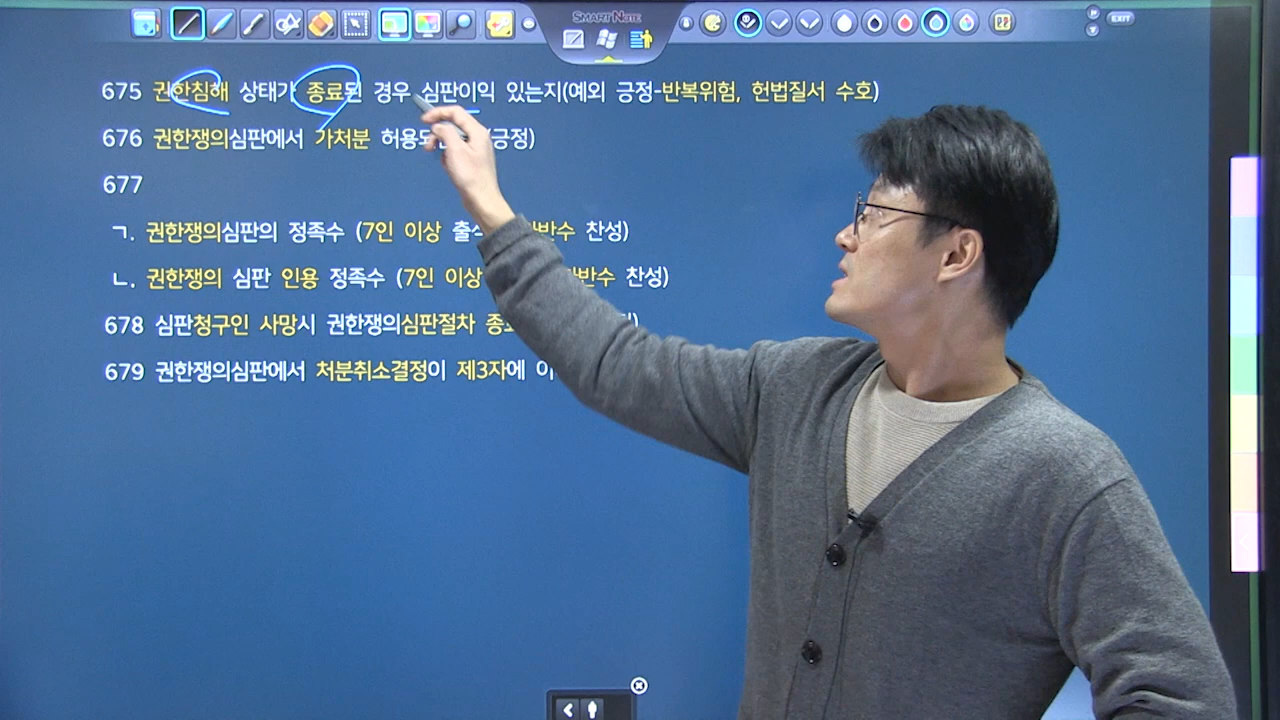 SMART NOTE
EXIT
675 권한침해 상태가 종료된 경우 심판이익 있는지(예외 긍정-반복위험, 헌법질서 수호)
676 권한쟁의심판에서 가처분 허용되 (긍정)
677
ㄱ. 권한쟁의심판의 정족수 (7인 이상 출석 과반수 찬성)
ㄴ. 권한쟁의 심판 인용 정족수 (7인 이상 과반수 찬성)
678 심판청구인 사망시 권한쟁의심판절차 종료
679 권한쟁의심판에서 처분취소결정이 제3자에